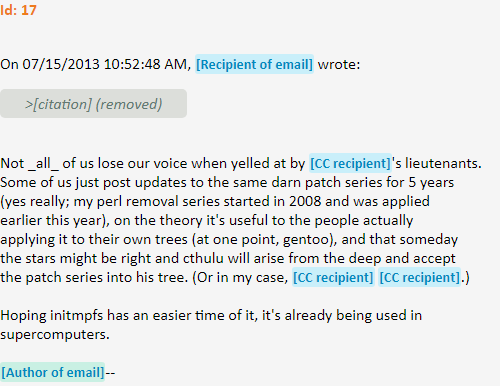 Id: 17
On 07/15/2013 10:52:48 AM, [Recipient of email] wrote:
>[citation] (removed)
Not _all_ of us lose our voice when yelled at by [CC recipient]'s lieutenants.
Some of us just post updates to the same darn patch series for 5 years
(yes really; my perl removal series started in 2008 and was applied
earlier this year), on the theory it's useful to the people actually
applying it to their own trees (at one point, gentoo), and that someday
the stars might be right and cthulu will arise from the deep and accept
the patch series into his tree. (Or in my case, [CC recipient] [CC recipient].)
Hoping initmpfs has an easier time of it, it's already being used in
supercomputers.
[Author of email]--